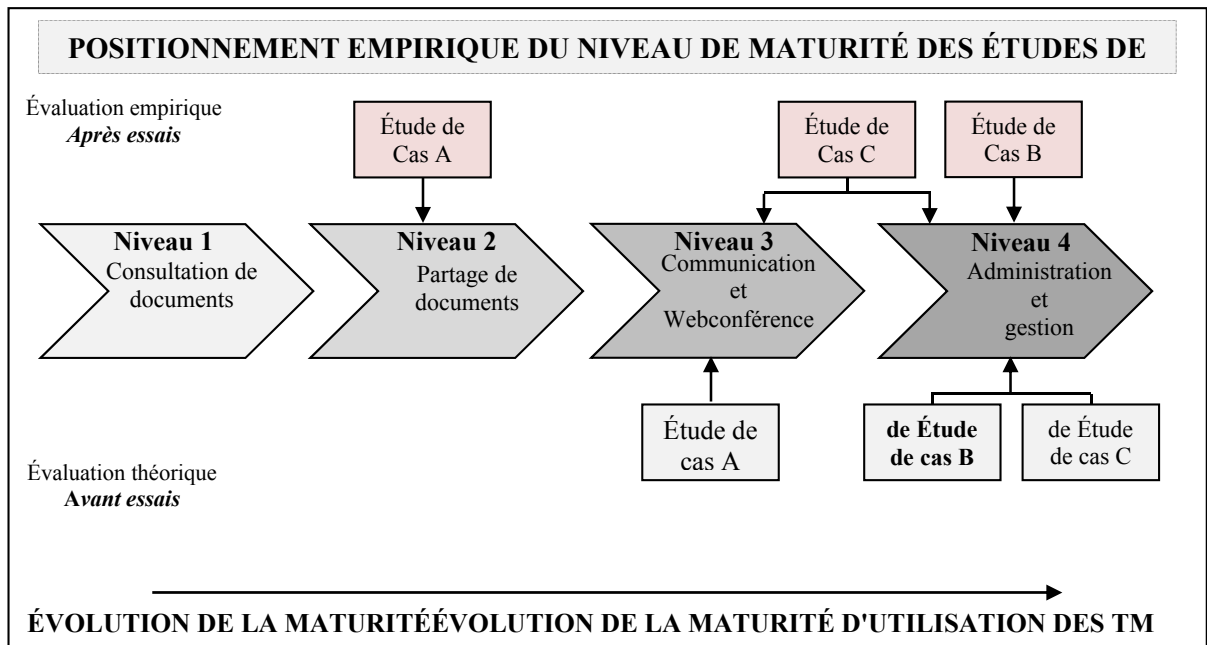 POSITIONNEMENT EMPIRIQUE DU NIVEAU DE MATURITÉ DES ÉTUDES DE
Évaluation empirique
Après essais
Étude de
Cas A
Étude de
Cas C
Étude de
Cas B
Niveau 1
Consultation de
documents
Niveau 2
Partage de
documents
Niveau 3
Communication
et
Webconférence
Niveau 4
Administration
et
gestion
Étude de
cas A
de Étude
de cas B
de Étude
de cas C
Évaluation théorique
Avant essais
ÉVOLUTION DE LA MATURITÉÉVOLUTION DE LA MATURITÉ D'UTILISATION DES TM